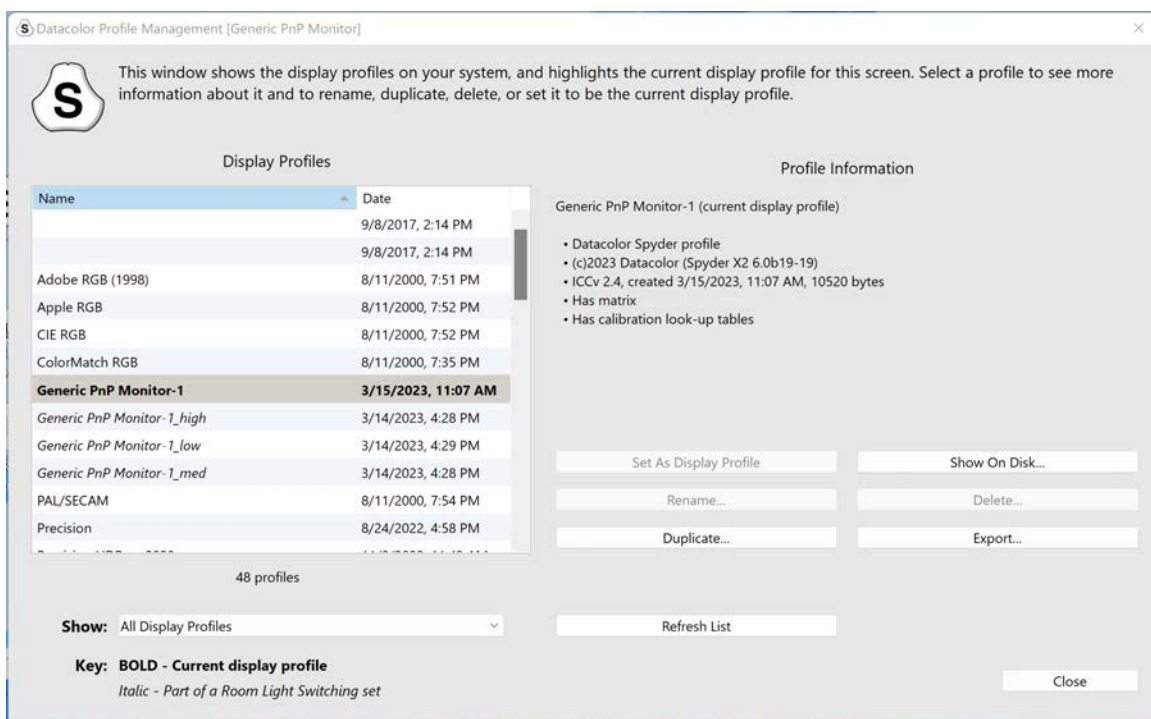 Datacolor Profile Management [Generic PnP Monitor]
This window shows the display profiles on your system, and highlights the current display profile for this screen. Select a profile to see more
information about it and to rename, duplicate, delete, or set it to be the current display profile.
S
Display Profiles
Name Date
9/8/2017, 2:14 PM
9/8/2017, 2:14 PM
Adobe RGB (1998) 8/11/2000, 7:51 PM
Apple RGB 8/11/2000, 7:52 PM
CIE RGB 8/11/2000, 7:52 PM
ColorMatch RGB 8/11/2000, 7:35 PM
Generic PnP Monitor-1 3/15/2023, 11:07 AM
Generic PnP Monitor-1_high 3/14/2023, 4:28 PM
Generic PnP Monitor-1_low 3/14/2023, 4:29 PM
Generic PnP Monitor-1_med 3/14/2023, 4:28 PM
PAL/SECAM 8/11/2000, 7:54 PM
Precision 8/24/2022, 4:58 PM
48 profiles
Profile Information
Generic PnP Monitor-1 (current display profile)
• Datacolor Spyder profile
• (c)2023 Datacolor (Spyder X2 6.0b19-19)
• ICCv 2.4, created 3/15/2023, 11:07 AM, 10520 bytes
• Has matrix
• Has calibration look-up tables
Set As Display Profile Show On Disk...
Rename... Delete...
Duplicate... Export...
Show: All Display Profiles Refresh List
Key: BOLD - Current display profile
Italic - Part of a Room Light Switching set
Close